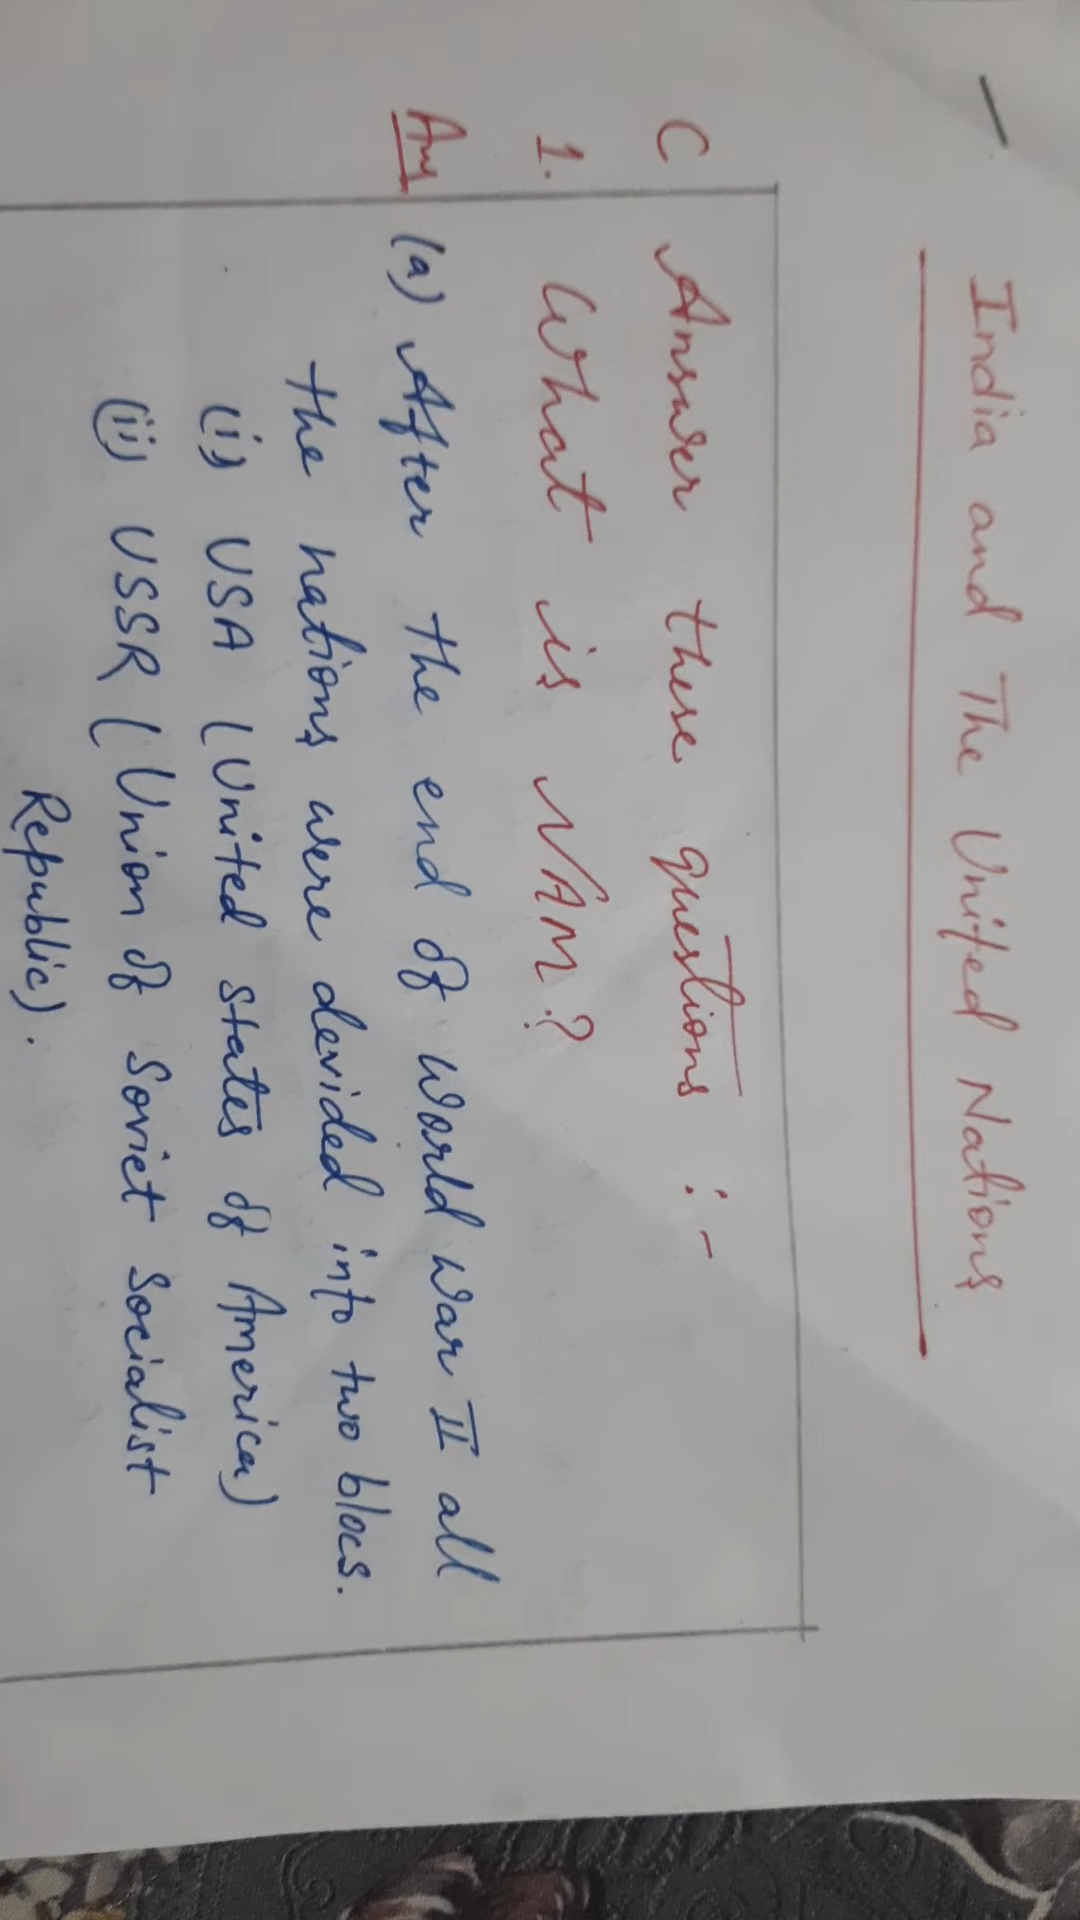 India and The United Nations
C Answer these questions :-
1. What is NAM?
Ans (a) After the end of World War II all
the nations were devided into two blocs.
(i) USA (United states of America)
(ii) USSR (Union of Soviet Socialist
Republic).